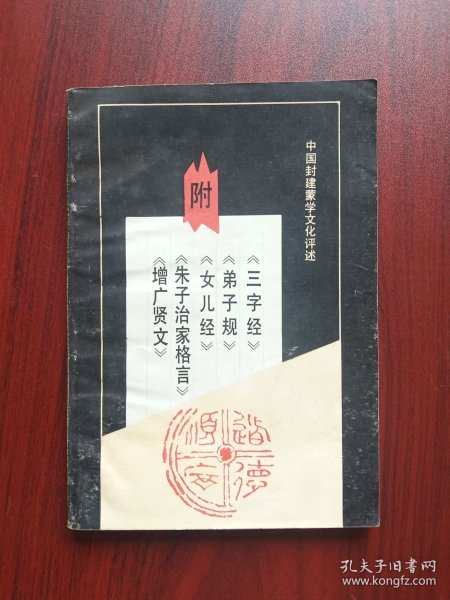 中国封建蒙学文化评述
附
《三字经》
《弟子规》
《女儿经》
《朱子治家格言》
《增广贤文》
道德
孔夫子旧书网
www.kongfz.com